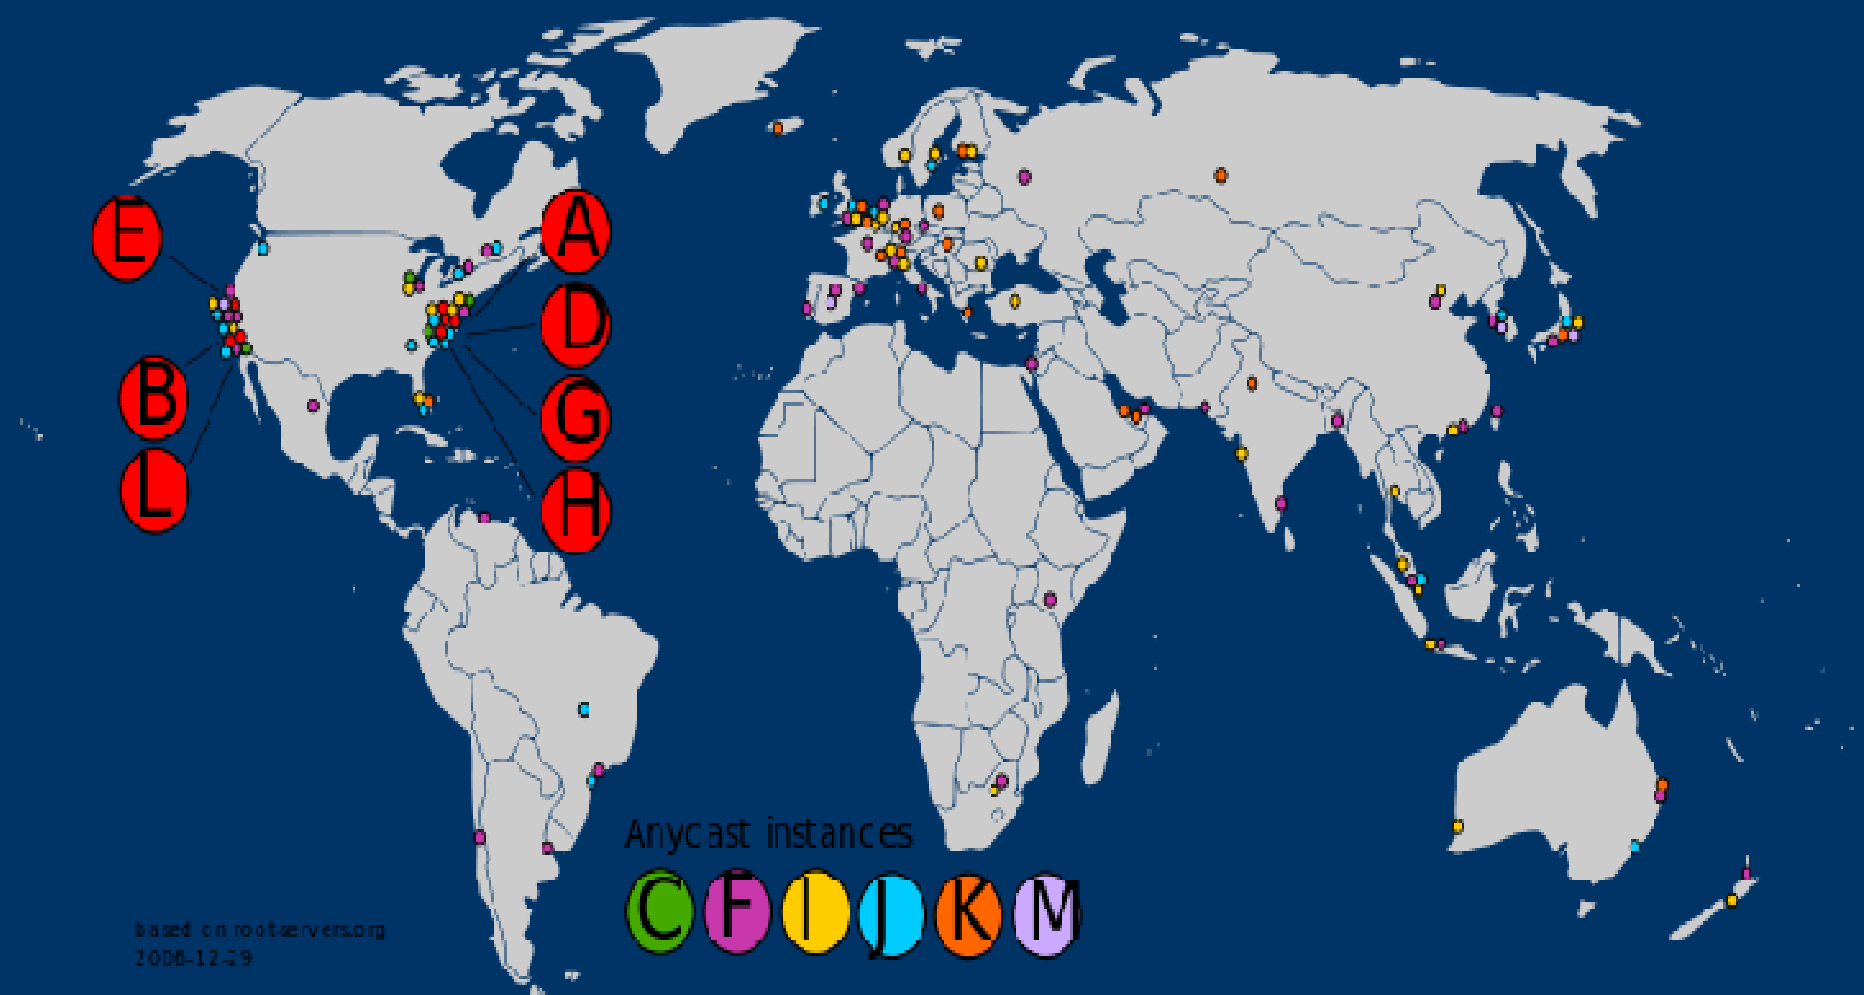 E
A
D
B
G
L
H
Anycast instances
C F I J K M
based on root-servers.org
2006-12-29